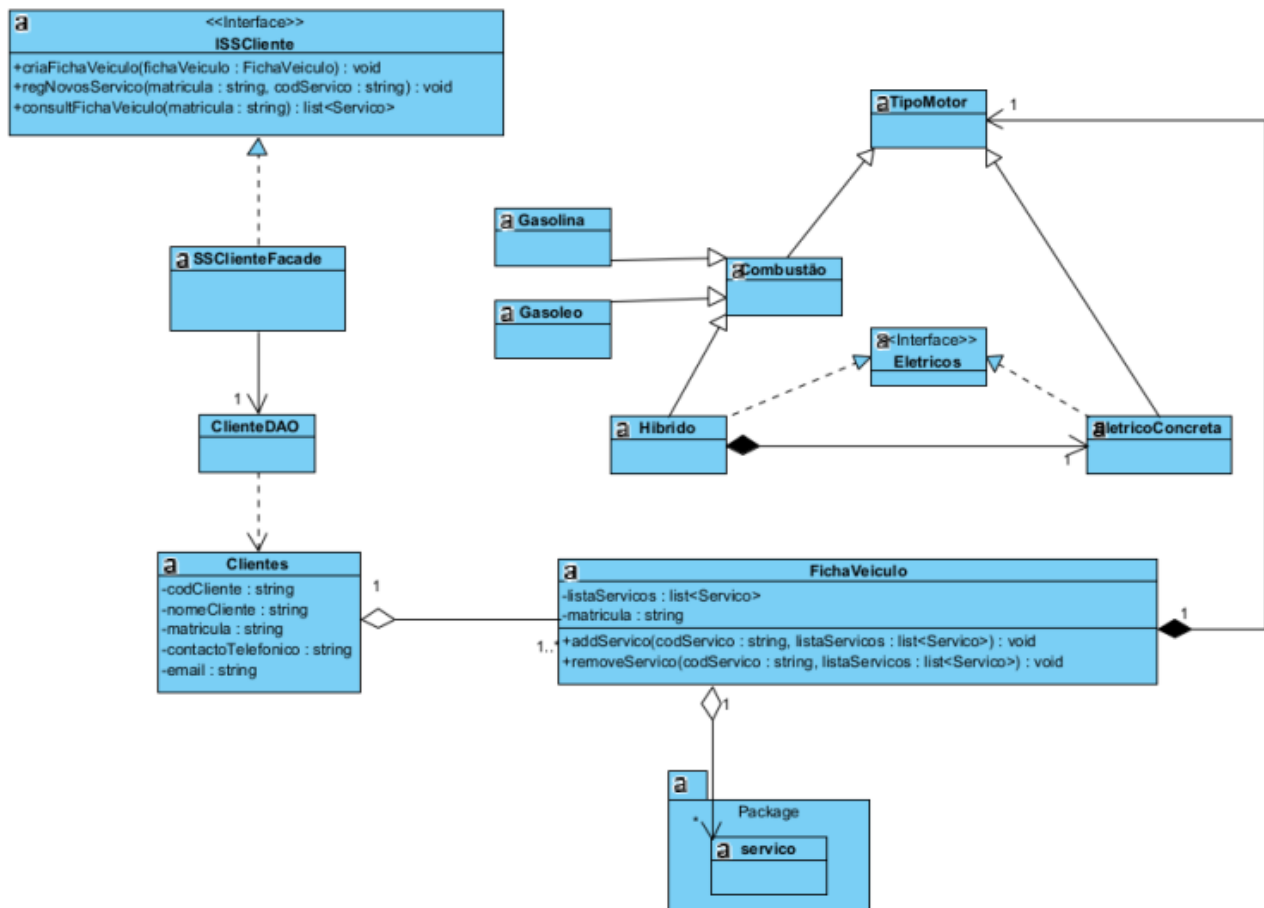 <<Interface>>
ISSCliente
+criaFichaVeiculo(fichaVeiculo : FichaVeiculo) : void
+regNovosServico(matricula : string, codServico : string) : void
+consultFichaVeiculo(matricula : string) : list<Servico>
a
a TipoMotor
1
a Gasolina
a SSClienteFacade
a Combustão
a Gasoleo
a <Interface>>
Eletricos
1
ClienteDAO
a Hibrido
a EletricoConcreta
1
a Clientes
-codCliente : string
-nomeCliente : string
-matricula : string
-contactoTelefonico : string
-email : string
1
1..*
a FichaVeiculo
-listaServicos : list<Servico>
-matricula : string
+addServico(codServico : string, listaServicos : list<Servico>) : void
+removeServico(codServico : string, listaServicos : list<Servico>) : void
1
1
a
Package
*
a servico